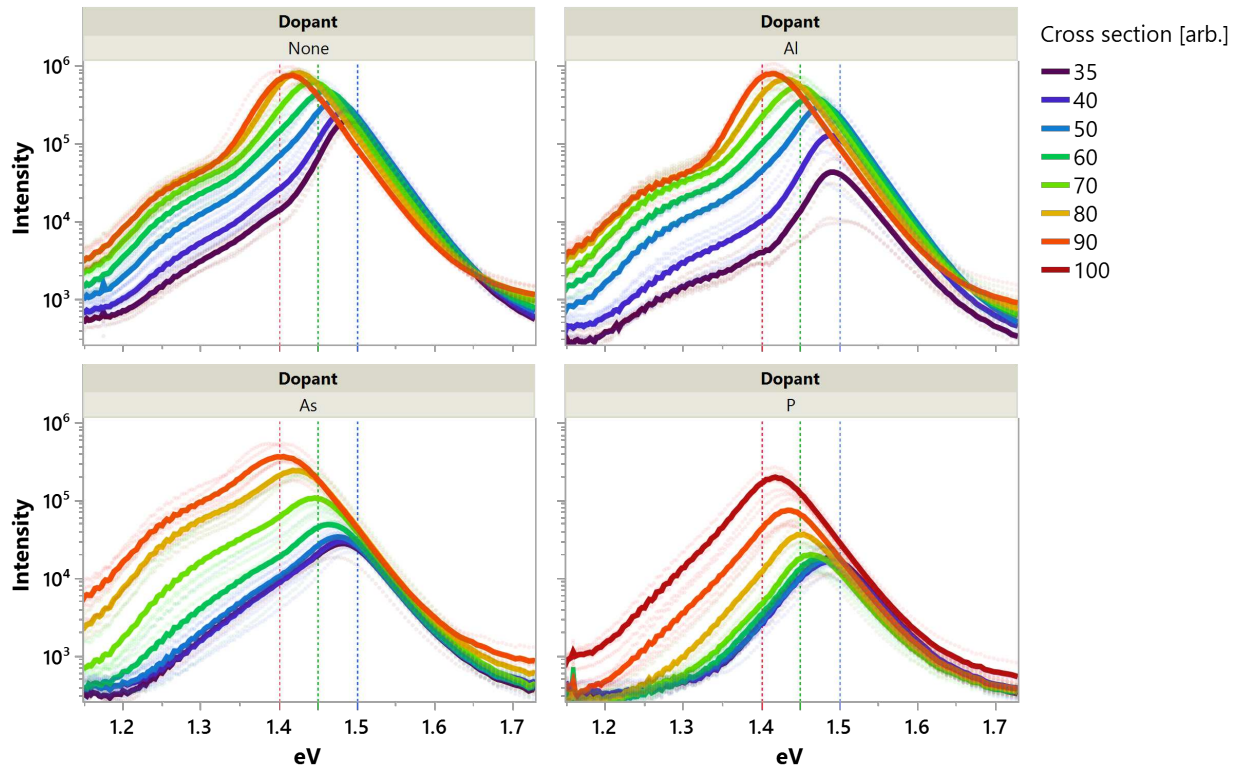 Dopant
None
Dopant
Al
Cross section [arb.]
35
40
50
60
70
80
90
100
Intensity
10⁶
10⁵
10⁴
10³
Dopant
As
Dopant
P
Intensity
10⁶
10⁵
10⁴
10³
1.2 1.3 1.4 1.5 1.6 1.7
1.2 1.3 1.4 1.5 1.6 1.7
eV
eV